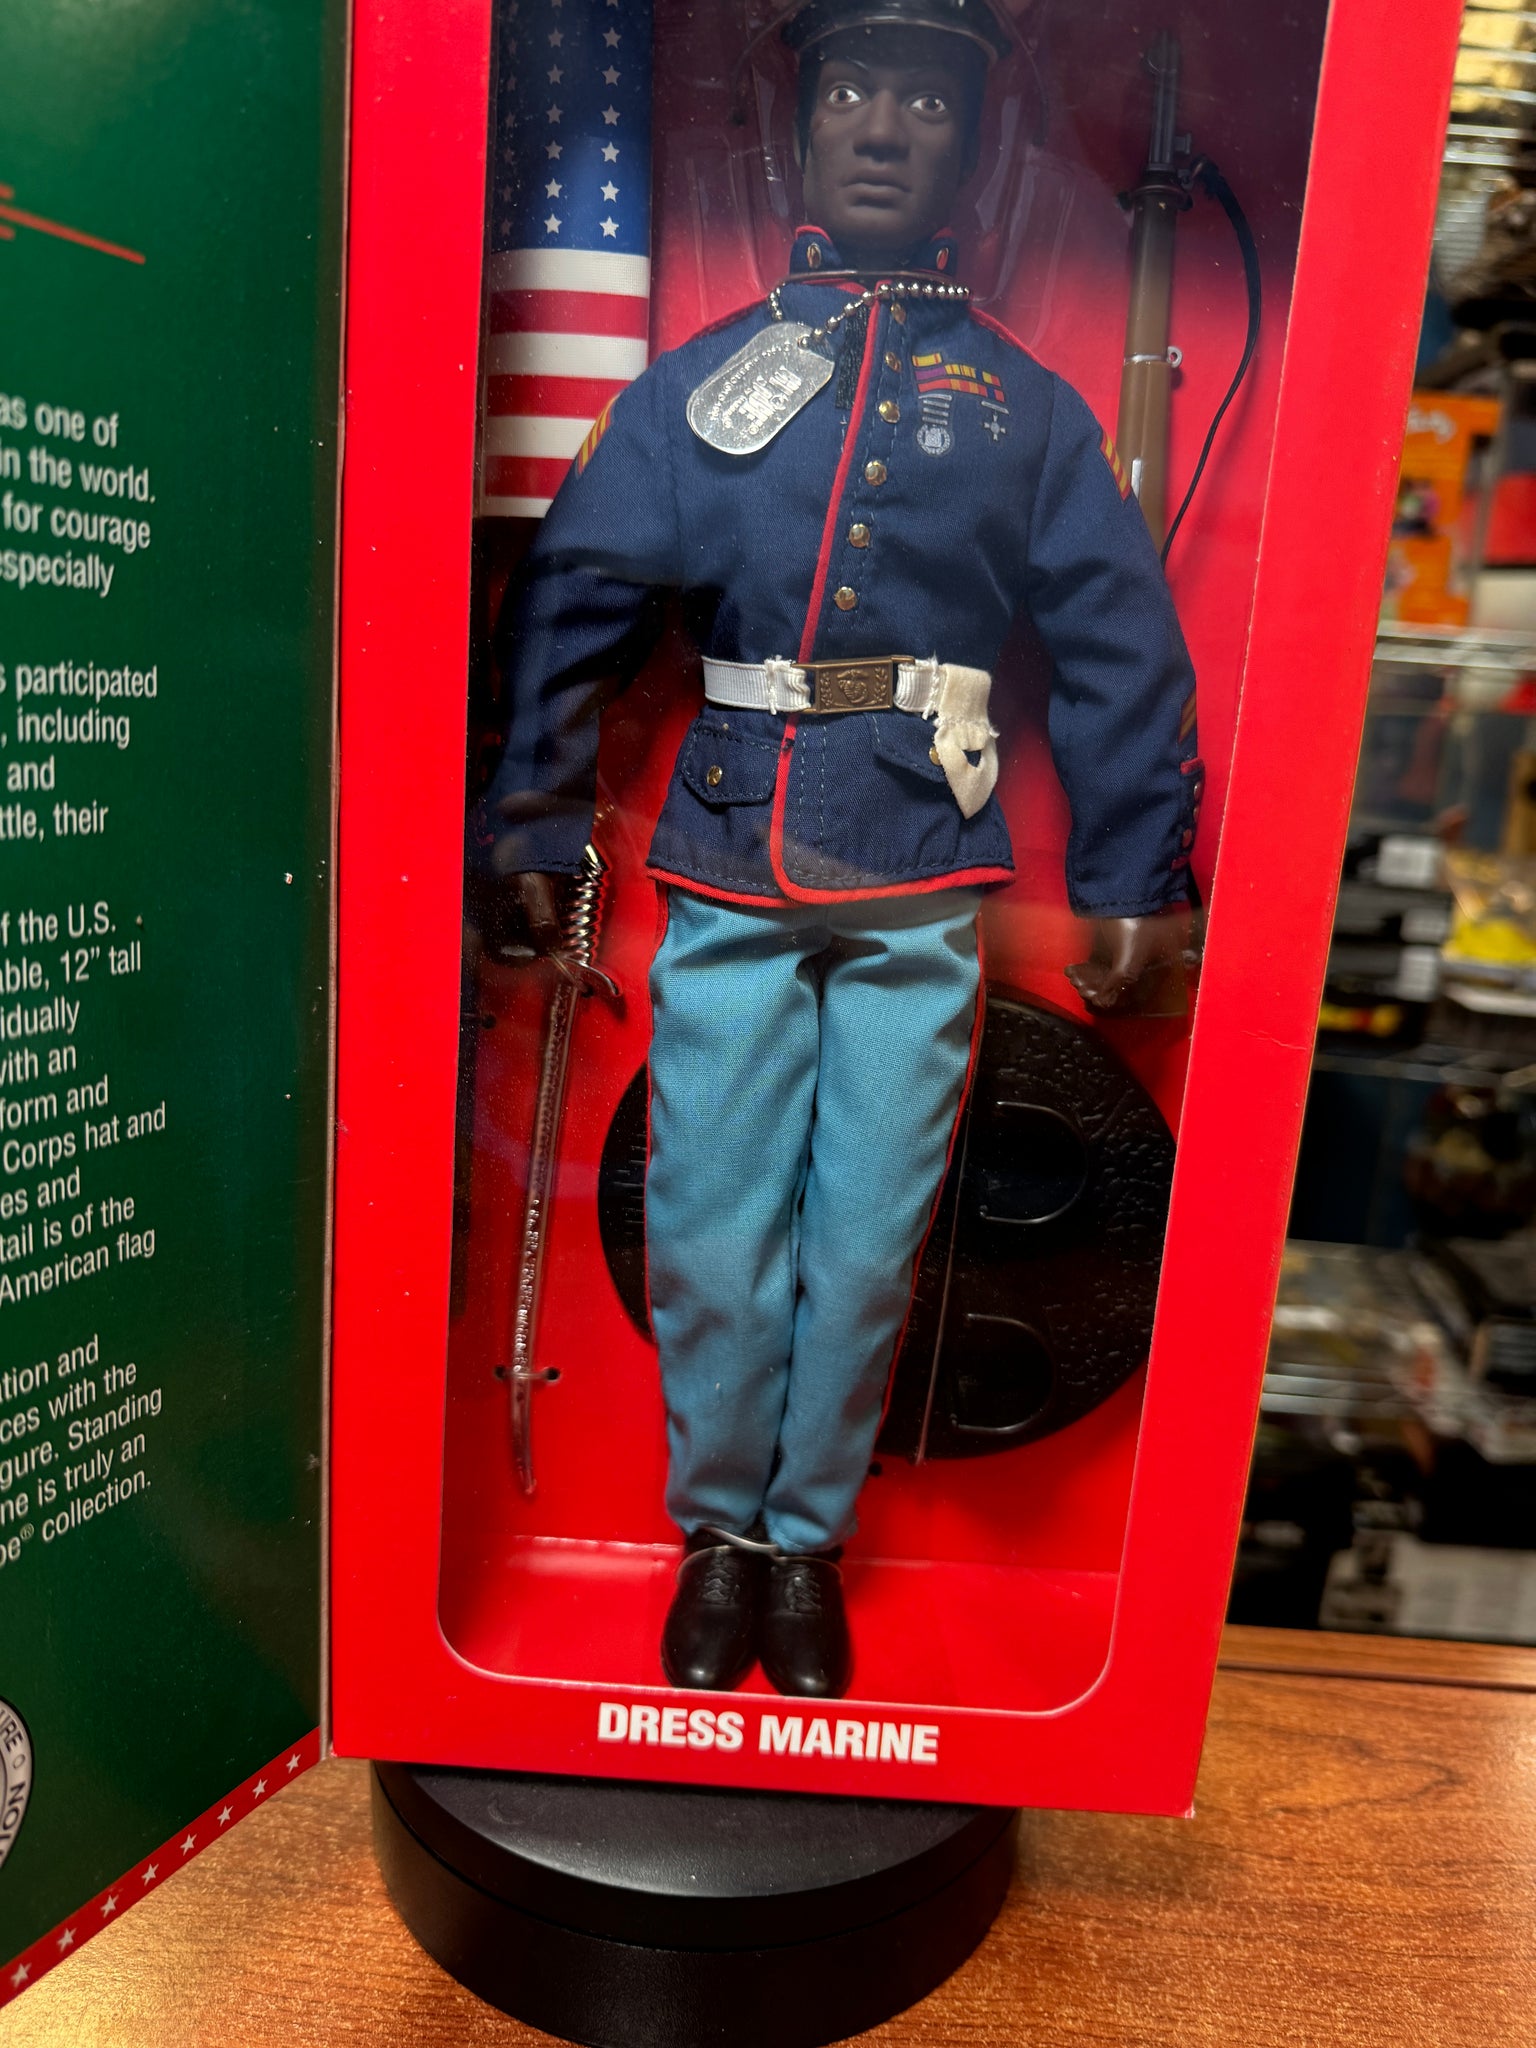 as one of
in the world.
for courage
especially
s participated
, including
and
ttle, their
f the U.S.
able, 12" tall
idually
with an
form and
Corps hat and
es and
tail is of the
American flag
ation and
ces with the
gure. Standing
ne is truly an
oe® collection.
DRESS MARINE